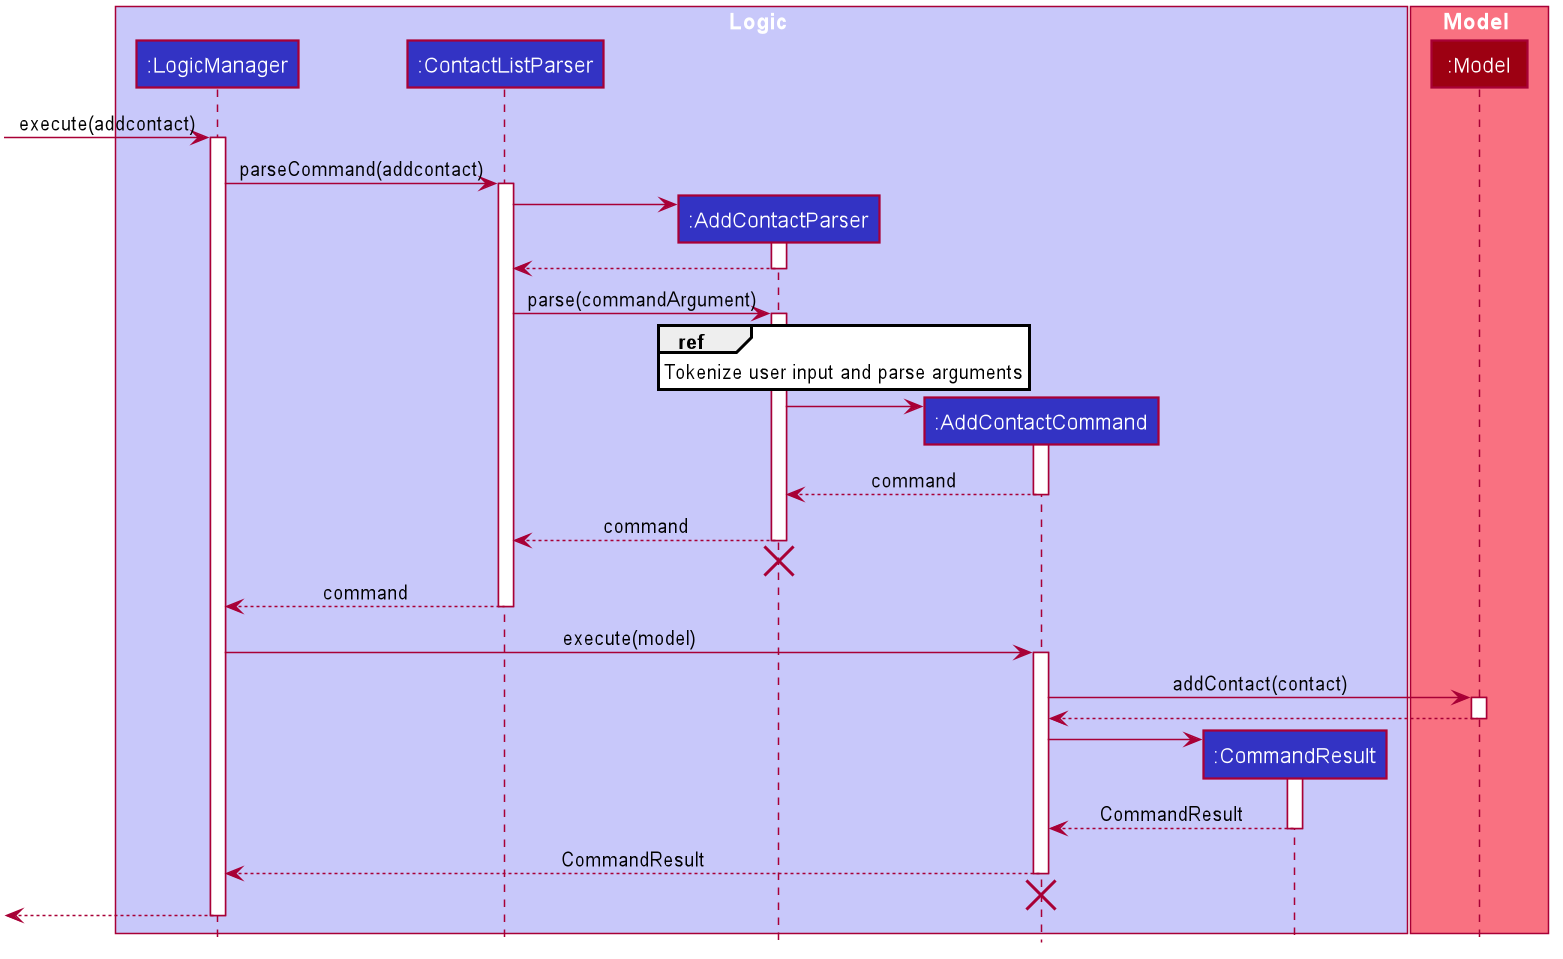 Logic
Model
:LogicManager
:ContactListParser
:Model
execute(addcontact)
parseCommand(addcontact)
:AddContactParser
parse(commandArgument)
ref
Tokenize user input and parse arguments
:AddContactCommand
command
command
command
execute(model)
addContact(contact)
:CommandResult
CommandResult
CommandResult